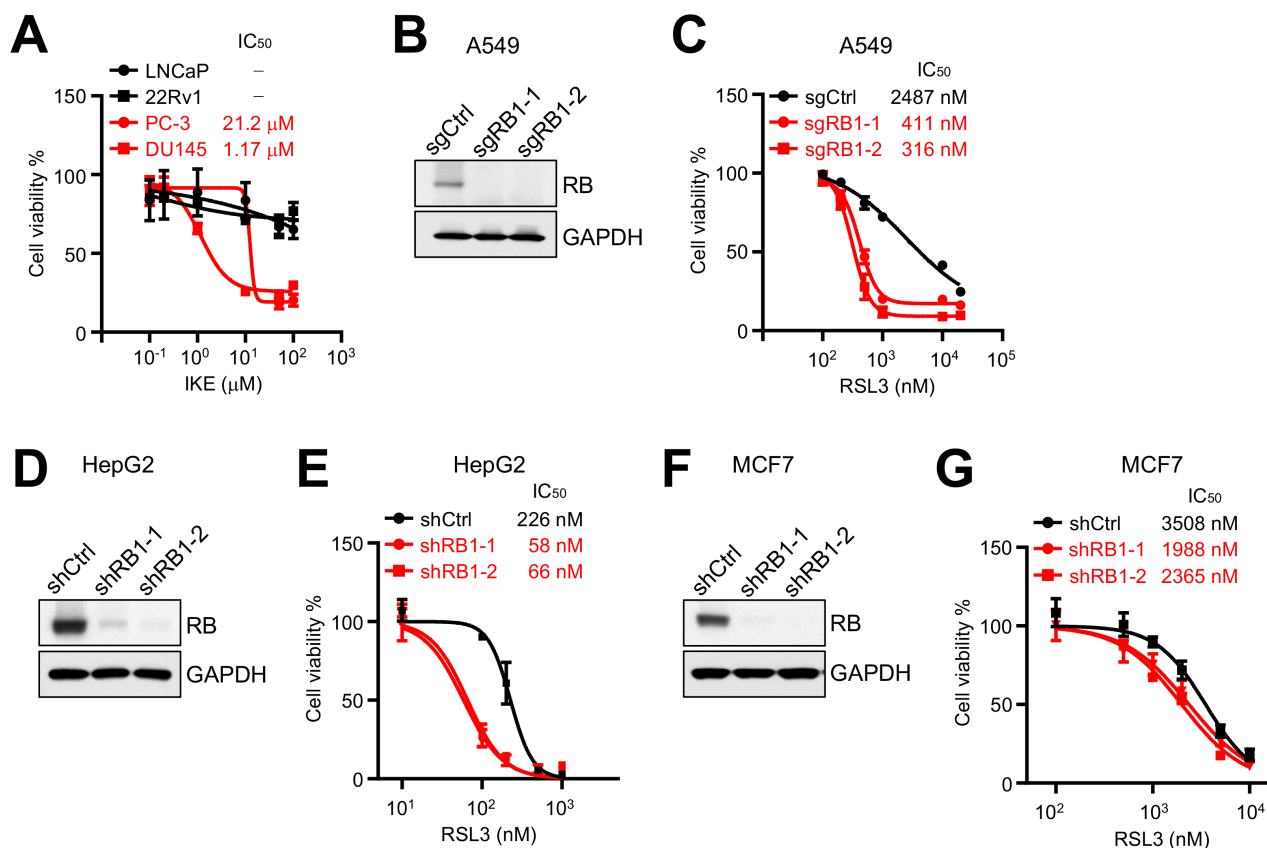 A
IC50
LNCaP –
22Rv1 –
PC-3 21.2 μM
DU145 1.17 μM
150
100
50
0
Cell viability %
10-1 100 101 102 103
IKE (μM)
B
A549
sgCtrl sgRB1-1 sgRB1-2
RB
GAPDH
C
A549
IC50
sgCtrl 2487 nM
sgRB1-1 411 nM
sgRB1-2 316 nM
150
100
50
0
Cell viability %
102 103 104 105
RSL3 (nM)
D
HepG2
shCtrl shRB1-1 shRB1-2
RB
GAPDH
E
HepG2
IC50
shCtrl 226 nM
shRB1-1 58 nM
shRB1-2 66 nM
150
100
50
0
Cell viability %
101 102 103
RSL3 (nM)
F
MCF7
shCtrl shRB1-1 shRB1-2
RB
GAPDH
G
MCF7
IC50
shCtrl 3508 nM
shRB1-1 1988 nM
shRB1-2 2365 nM
150
100
50
0
Cell viability %
102 103 104
RSL3 (nM)